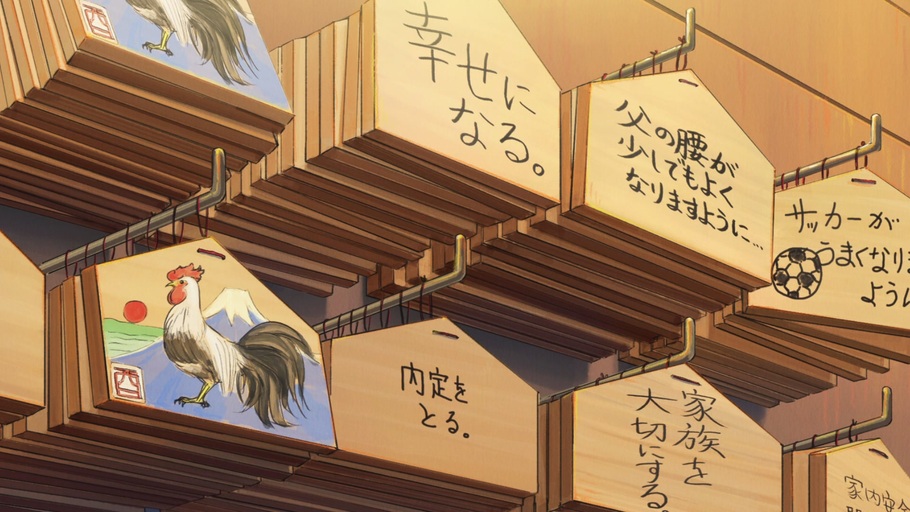 酉
幸せに
なる。
父の腰が
少しでもよく
なりますように…
サッカーが
うまくなりま
ように
酉
内定を
とる。
家族を
大切にする。
家内安全